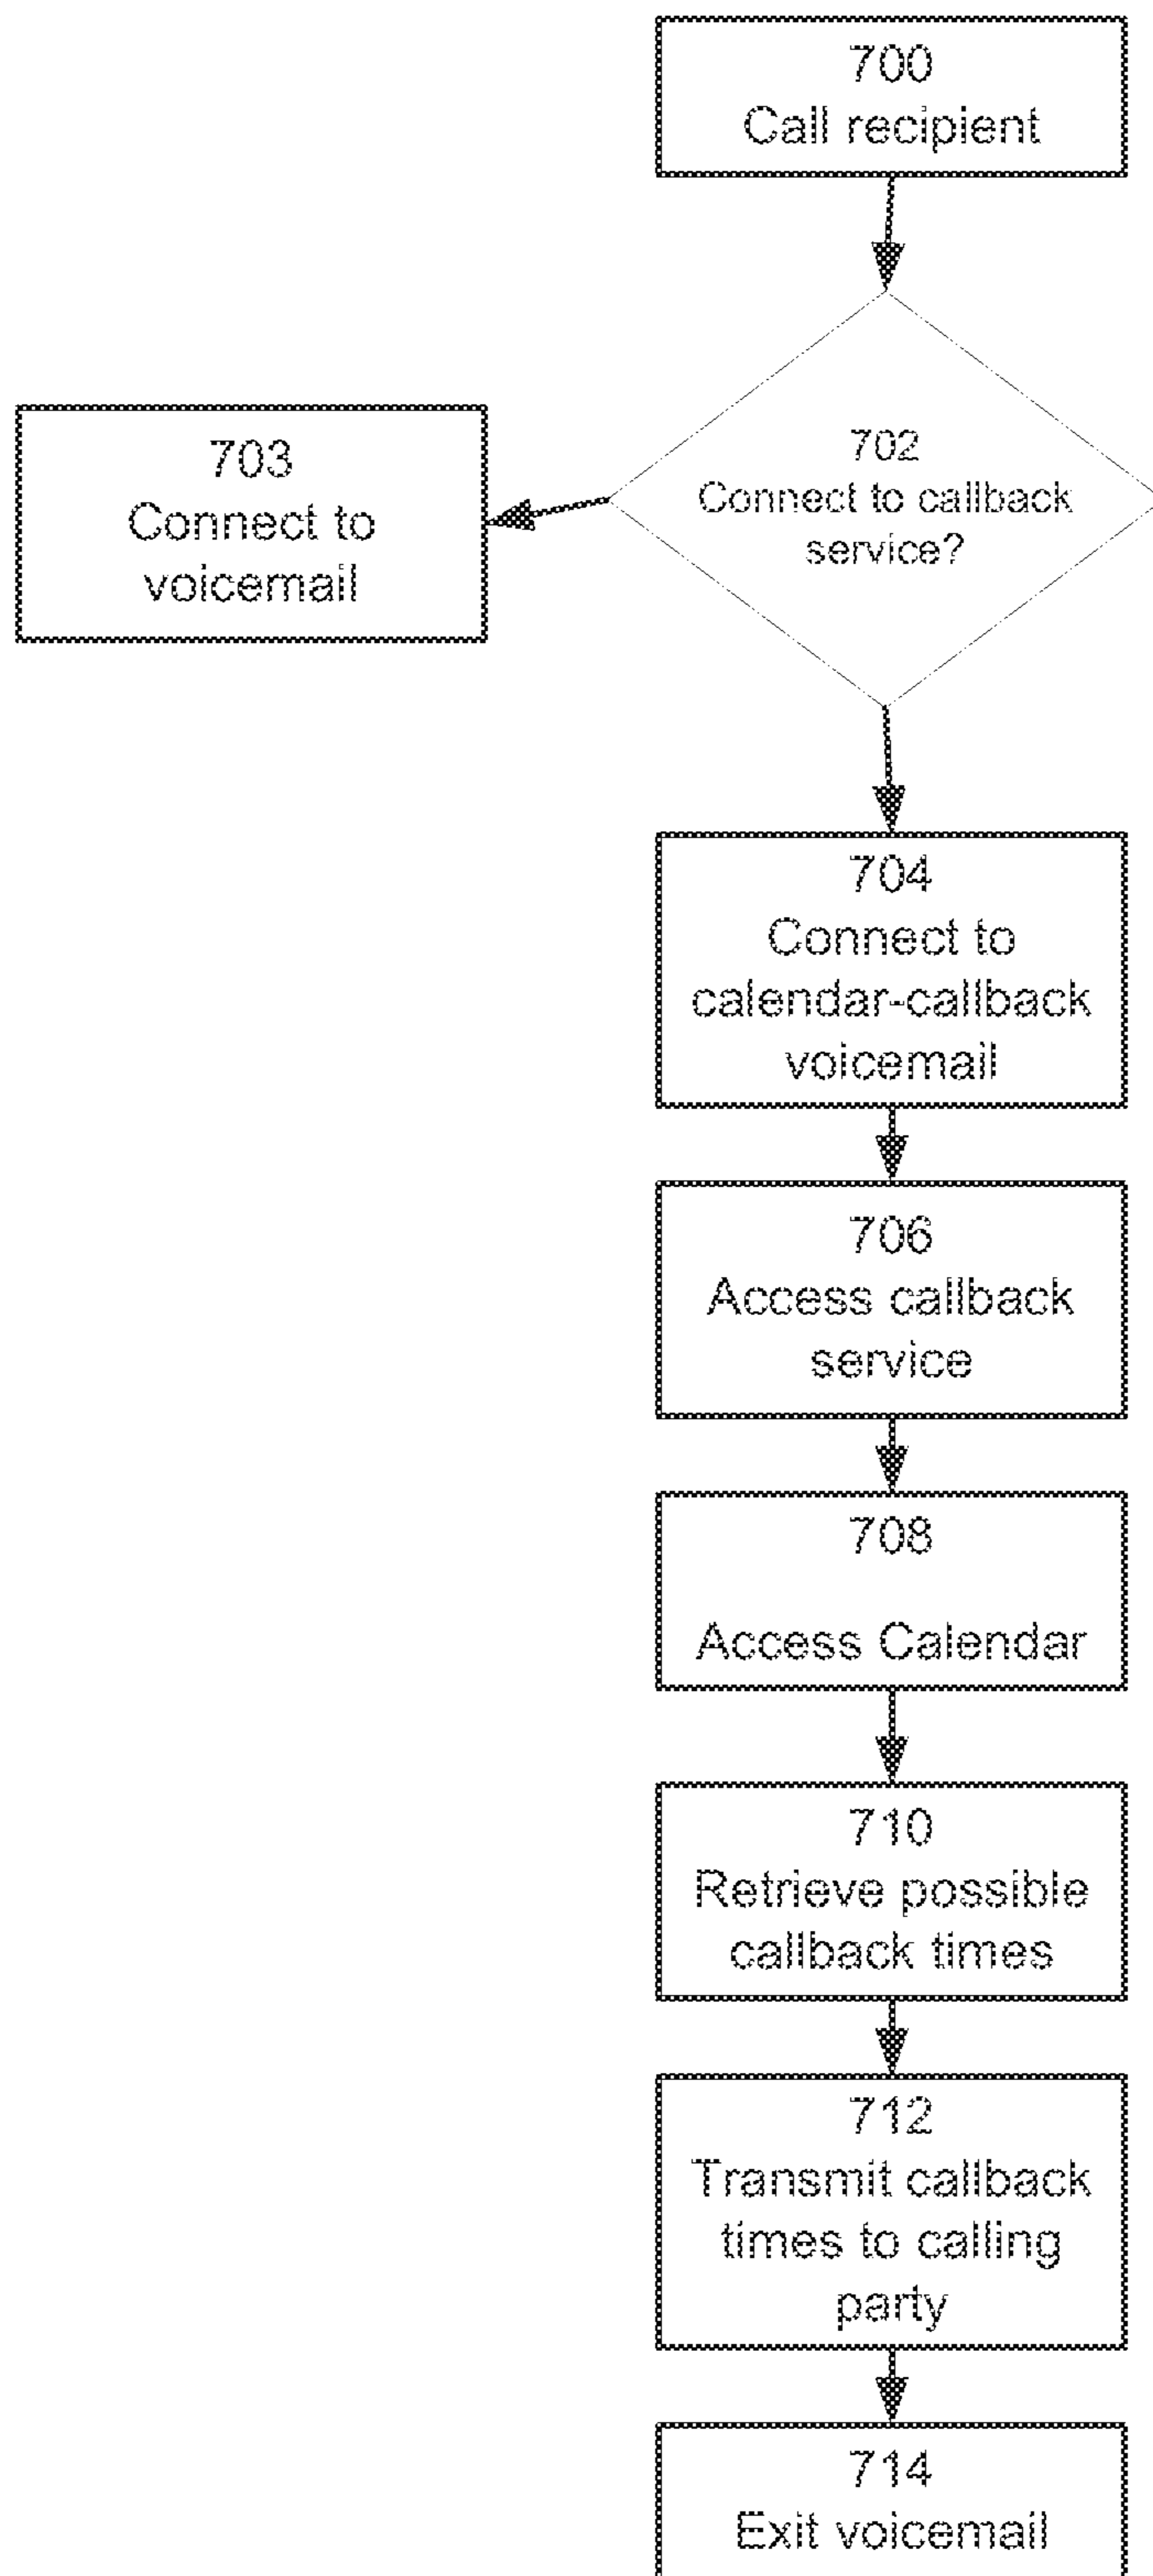 700
Call recipient
702
Connect to callback
service?
703
Connect to
voicemail
704
Connect to
calendar-callback
voicemail
706
Access callback
service
708
Access Calendar
710
Retrieve possible
callback times
712
Transmit callback
times to calling
party
714
Exit voicemail